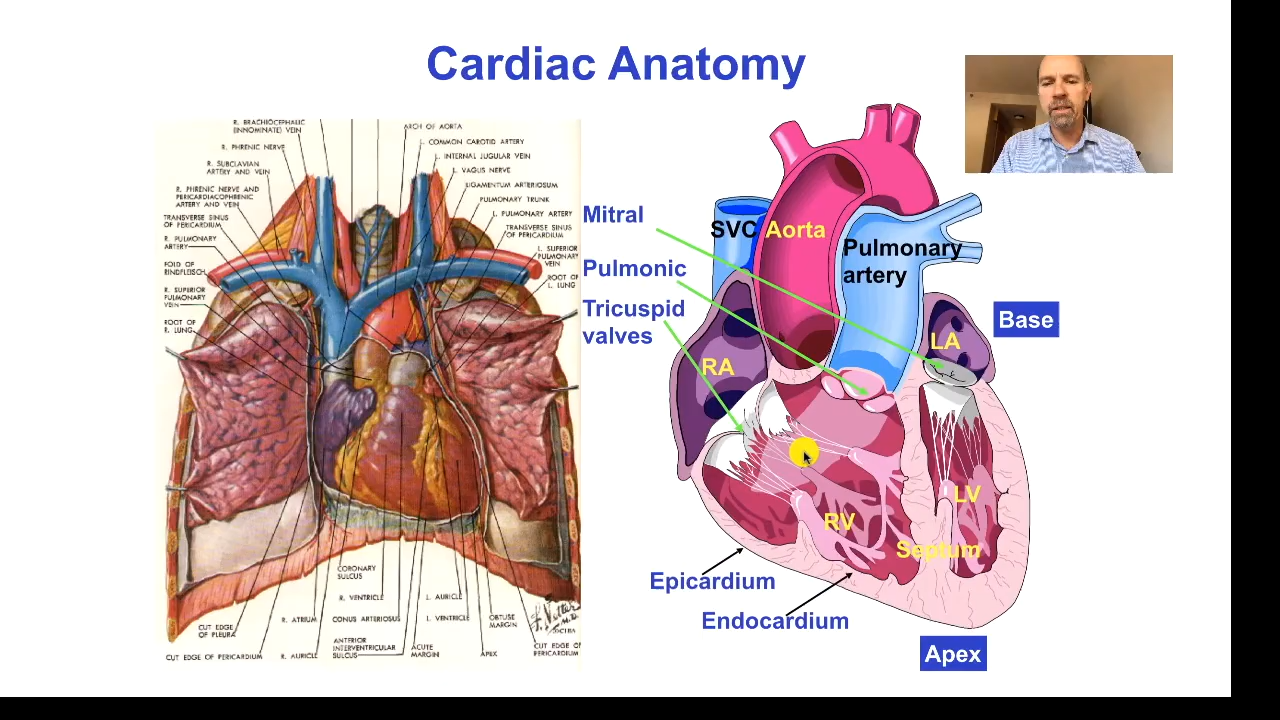 Cardiac Anatomy
R. BRACHIOCEPHALIC
(INNOMINATE) VEIN
R. PHRENIC NERVE
R. SUBCLAVIAN
ARTERY AND VEIN
R. PHRENIC NERVE AND
PERICARDIACOPHRENIC
ARTERY AND VEIN
TRANSVERSE SINUS
OF PERICARDIUM
R. PULMONARY
ARTERY
FOLD OF
RINDFLEISCH
R. SUPERIOR
PULMONARY
VEIN
ROOT OF
R. LUNG
ARCH OF AORTA
L. COMMON CAROTID ARTERY
L. INTERNAL JUGULAR VEIN
L. VAGUS NERVE
LIGAMENTUM ARTERIOSUM
PULMONARY TRUNK
L. PULMONARY ARTERY
TRANSVERSE SINUS
OF PERICARDIUM
L. SUPERIOR
PULMONARY
VEIN
ROOT OF
L. LUNG
CORONARY
SULCUS
R. VENTRICLE
L. AURICLE
R. ATRIUM
CONUS ARTERIOSUS
L. VENTRICLE
OBTUSE
MARGIN
CUT EDGE
OF PLEURA
CUT EDGE OF PERICARDIUM
R. AURICLE
ANTERIOR
INTERVENTRICULAR
SULCUS
ACUTE
MARGIN
APEX
CUT EDGE OF
PERICARDIUM
Mitral
Pulmonic
Tricuspid
valves
SVC
Aorta
Pulmonary
artery
Base
LA
RA
LV
RV
Septum
Epicardium
Endocardium
Apex